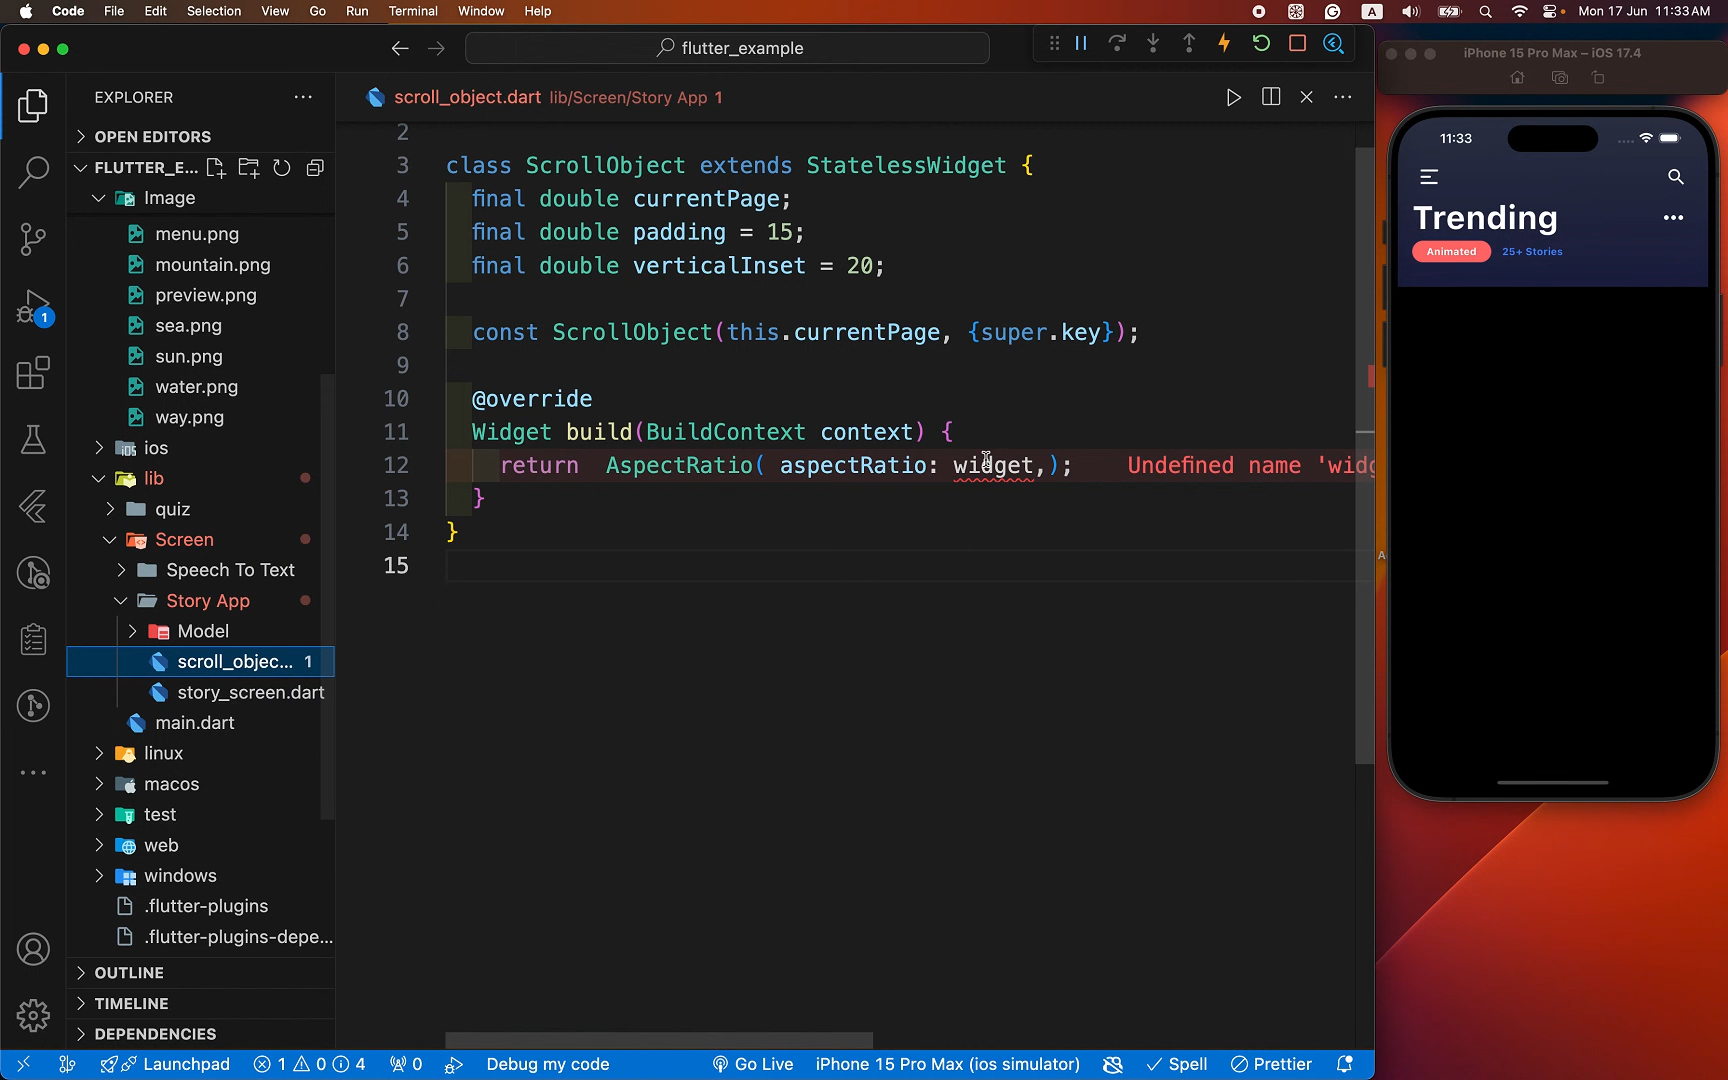 Code File Edit Selection View Go Run Terminal Window Help
A Mon 17 Jun 11:33 AM
flutter_example
iPhone 15 Pro Max – iOS 17.4
EXPLORER
OPEN EDITORS
FLUTTER_E...
Image
menu.png
mountain.png
preview.png
sea.png
sun.png
water.png
way.png
ios
lib
quiz
Screen
Speech To Text
Story App
Model
scroll_objec... 1
story_screen.dart
main.dart
linux
macos
test
web
windows
.flutter-plugins
.flutter-plugins-depe...
OUTLINE
TIMELINE
DEPENDENCIES
1
scroll_object.dart lib/Screen/Story App 1
2
3 class ScrollObject extends StatelessWidget {
4 final double currentPage;
5 final double padding = 15;
6 final double verticalInset = 20;
7
8 const ScrollObject(this.currentPage, {super.key});
9
10 @override
11 Widget build(BuildContext context) {
12 return AspectRatio( aspectRatio: widget,); Undefined name 'widg
13 }
14 }
15
11:33
Trending
Animated 25+ Stories
Launchpad 1 0 4 0 Debug my code Go Live iPhone 15 Pro Max (ios simulator) Spell Prettier